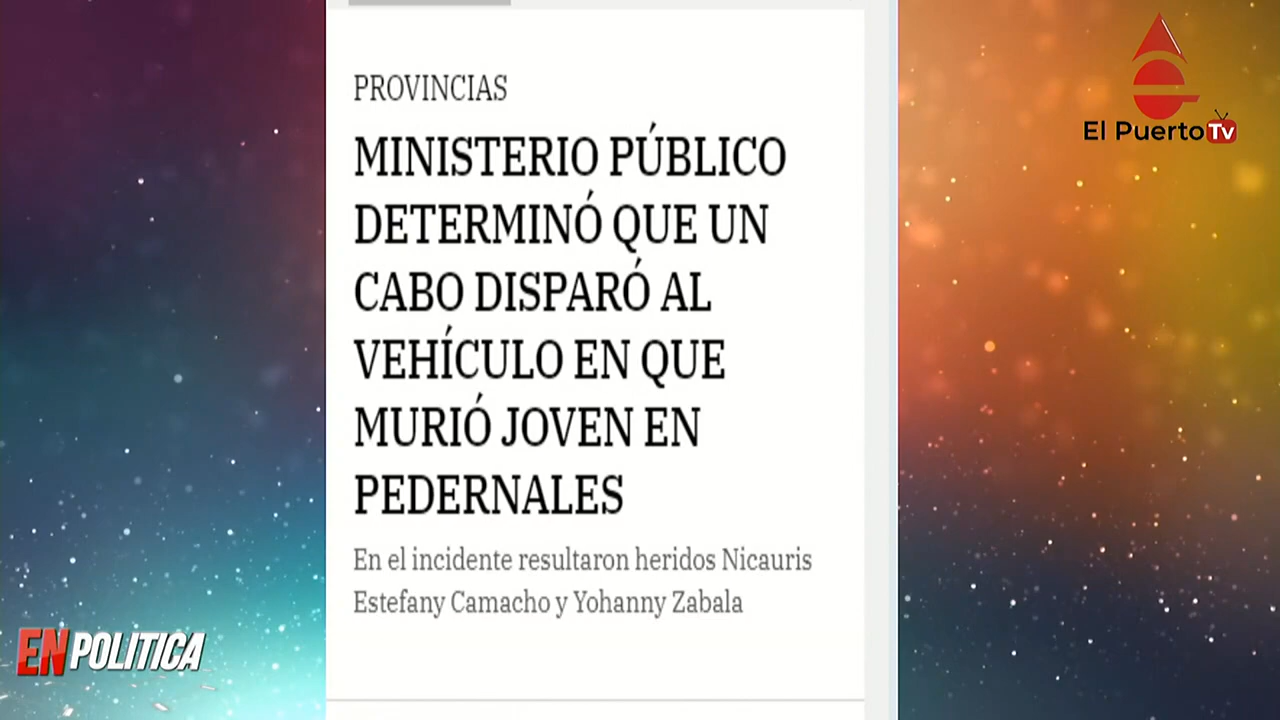 PROVINCIAS
MINISTERIO PÚBLICO
DETERMINÓ QUE UN
CABO DISPARÓ AL
VEHÍCULO EN QUE
MURIÓ JOVEN EN
PEDERNALES
En el incidente resultaron heridos Nicauris
Estefany Camacho y Yohanny Zabala
El Puerto Tv
EN POLITICA